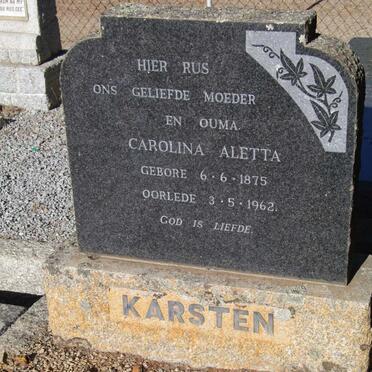 HIER RUS
ONS GELIEFDE MOEDER
EN OUMA
CAROLINA ALETTA
GEBORE 6·6·1875
OORLEDE 3·5·1962.
GOD IS LIEFDE.
KARSTEN